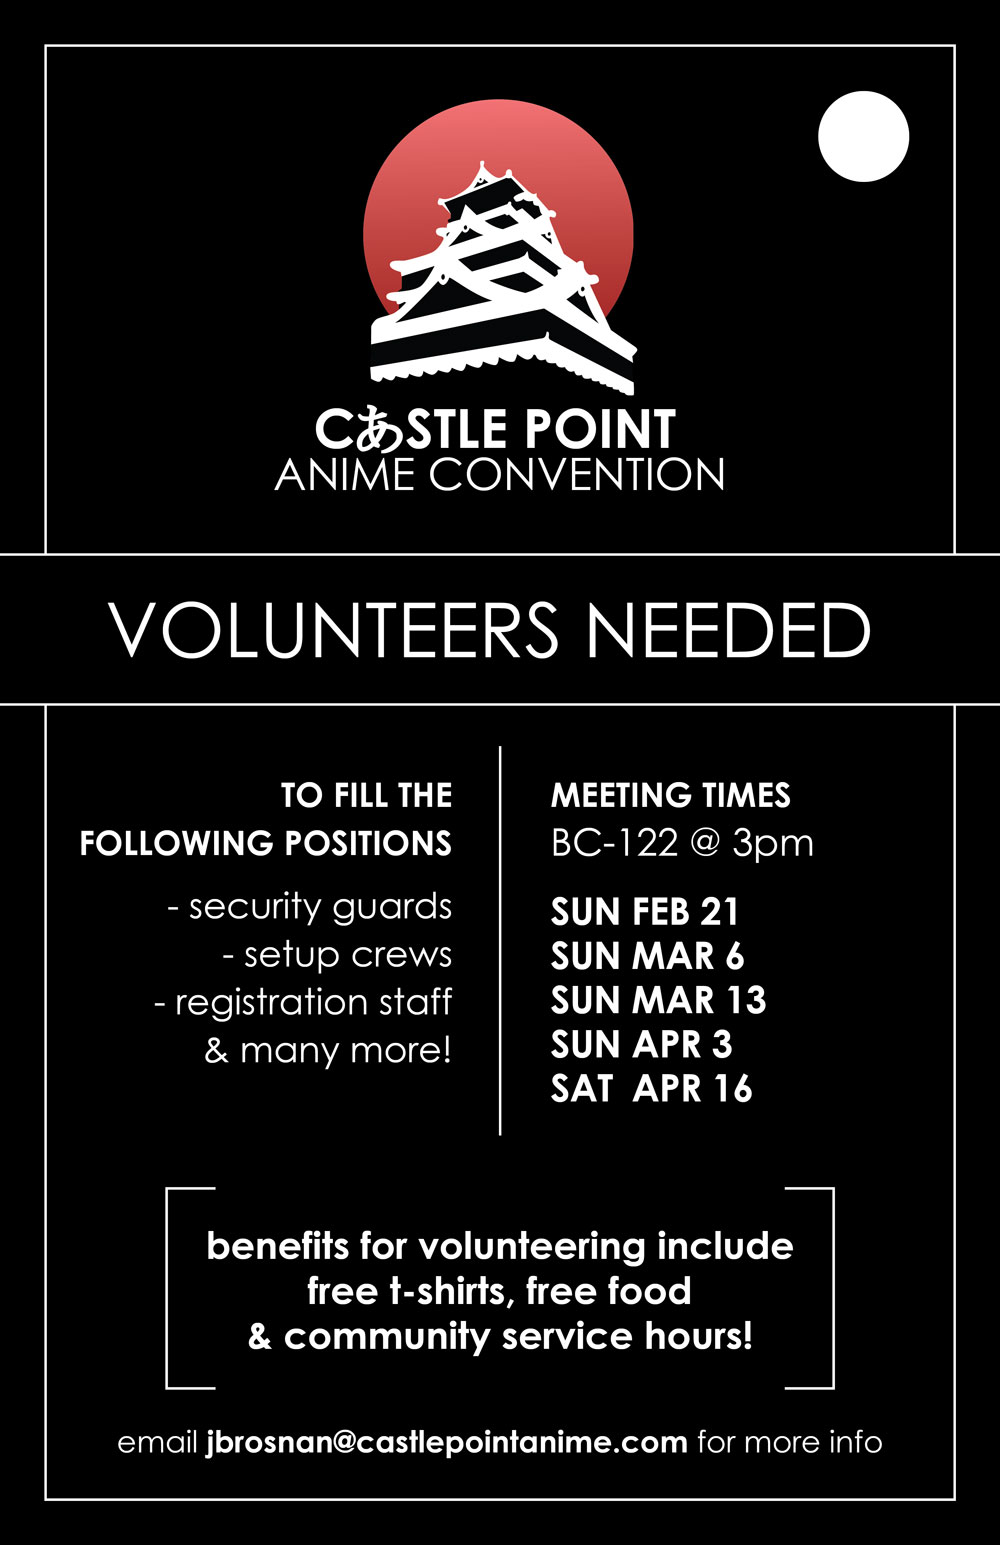 CあSTLE POINT
ANIME CONVENTION
VOLUNTEERS NEEDED
TO FILL THE
FOLLOWING POSITIONS
- security guards
- setup crews
- registration staff
& many more!
MEETING TIMES
BC-122 @ 3pm
SUN FEB 21
SUN MAR 6
SUN MAR 13
SUN APR 3
SAT APR 16
benefits for volunteering include
free t-shirts, free food
& community service hours!
email jbrosnan@castlepointanime.com for more info